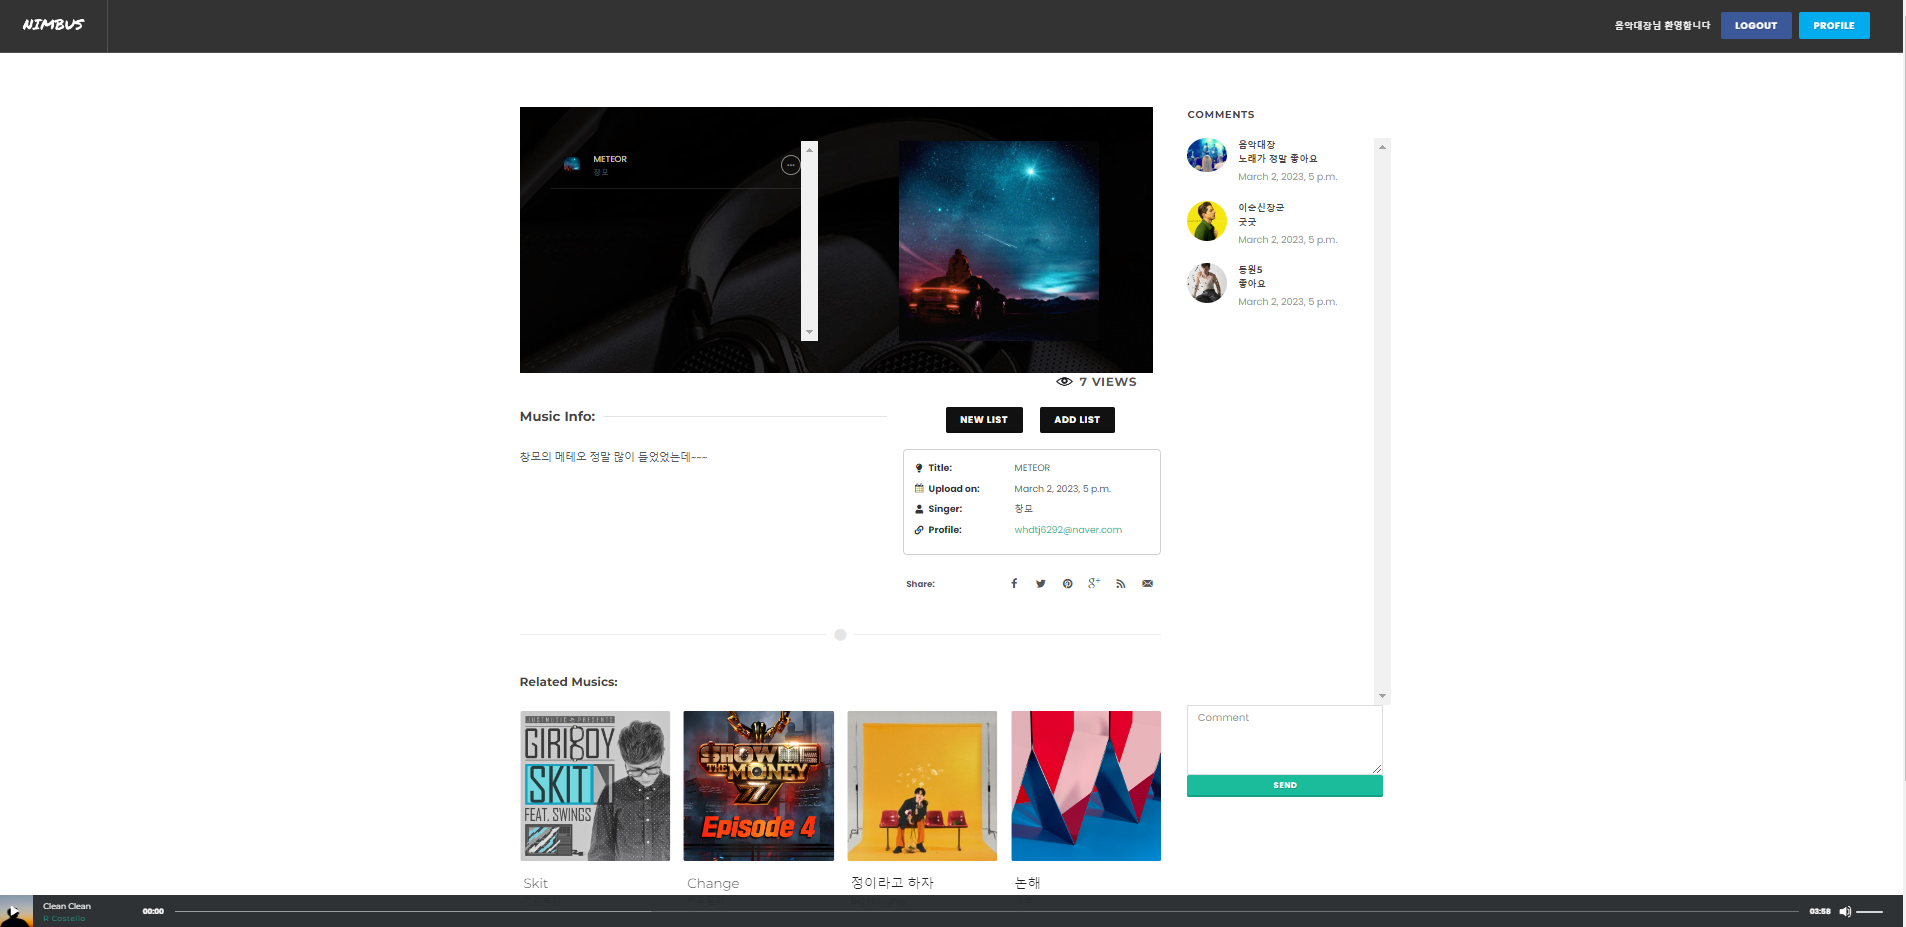 NIMBUS
음악대장님 환영합니다
LOGOUT
PROFILE
METEOR
창모
7 VIEWS
Music Info:
NEW LIST
ADD LIST
창모의 메테오 정말 많이 들었었는데~~~
Title: METEOR
Upload on: March 2, 2023, 5 p.m.
Singer: 창모
Profile: whdtj6292@naver.com
Share:
COMMENTS
음악대장
노래가 정말 좋아요
March 2, 2023, 5 p.m.
이순신장군
굿굿
March 2, 2023, 5 p.m.
동원5
좋아요
March 2, 2023, 5 p.m.
Comment
SEND
Related Musics:
JUSTMUSIC PRESENTS
GIRIBOY
SKIT
FEAT. SWINGS
SHOW ME
THE MONEY
777
Episode 4
Skit
Change
정이라고 하자
논해
Clean Clean
R Costello
00:00
03:58